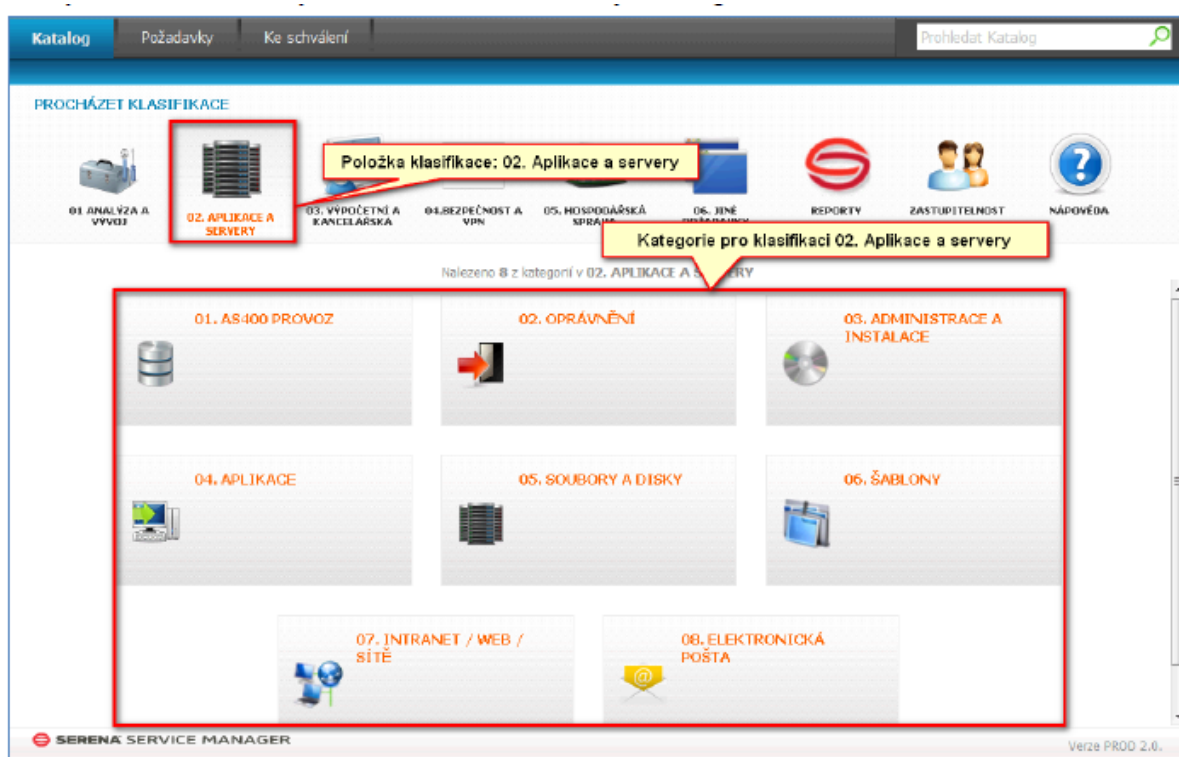 Katalog Požadavky Ke schválení Prohledat Katalog
PROCHÁZET KLASIFIKACE
Položka klasifikace: 02. Aplikace a servery
01 ANALÝZA A
VÝVOJ
02. APLIKACE A
SERVERY
03. VÝPOČETNÍ A
KANCELÁŘSKÁ
04.BEZPEČNOST A
VPN
05. HOSPODÁŘSKÁ
SPRÁVA
06. JINÉ
REPORTY
ZASTUPITELNOST
NÁPOVĚDA
Kategorie pro klasifikaci 02. Aplikace a servery
Nalezeno 8 z kategorií v 02. APLIKACE A SERVERY
01. AS400 PROVOZ
02. OPRÁVNĚNÍ
03. ADMINISTRACE A
INSTALACE
04. APLIKACE
05. SOUBORY A DISKY
06. ŠABLONY
07. INTRANET / WEB /
SÍTĚ
08. ELEKTRONICKÁ
POŠTA
@
SERENA SERVICE MANAGER
Verze PROD 2.0.